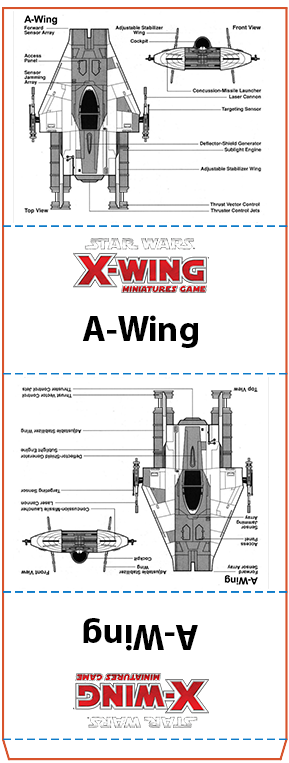 A-Wing
Forward
Sensor Array
Access
Panel
Sensor
Jamming
Array
Top View
Adjustable Stabilizer
Wing
Cockpit
Front View
Concussion-Missile Launcher
Laser Cannon
Targeting Sensor
Deflector-Shield Generator
Sublight Engine
Adjustable Stabilizer Wing
Thrust Vector Control
Thruster Control Jets
STAR WARS
X-WING
MINIATURES GAME
A-Wing
A-Wing
Forward
Sensor Array
Access
Panel
Sensor
Jamming
Array
Top View
Adjustable Stabilizer
Wing
Cockpit
Front View
Concussion-Missile Launcher
Laser Cannon
Targeting Sensor
Deflector-Shield Generator
Sublight Engine
Adjustable Stabilizer Wing
Thrust Vector Control
Thruster Control Jets
STAR WARS
X-WING
MINIATURES GAME
A-Wing